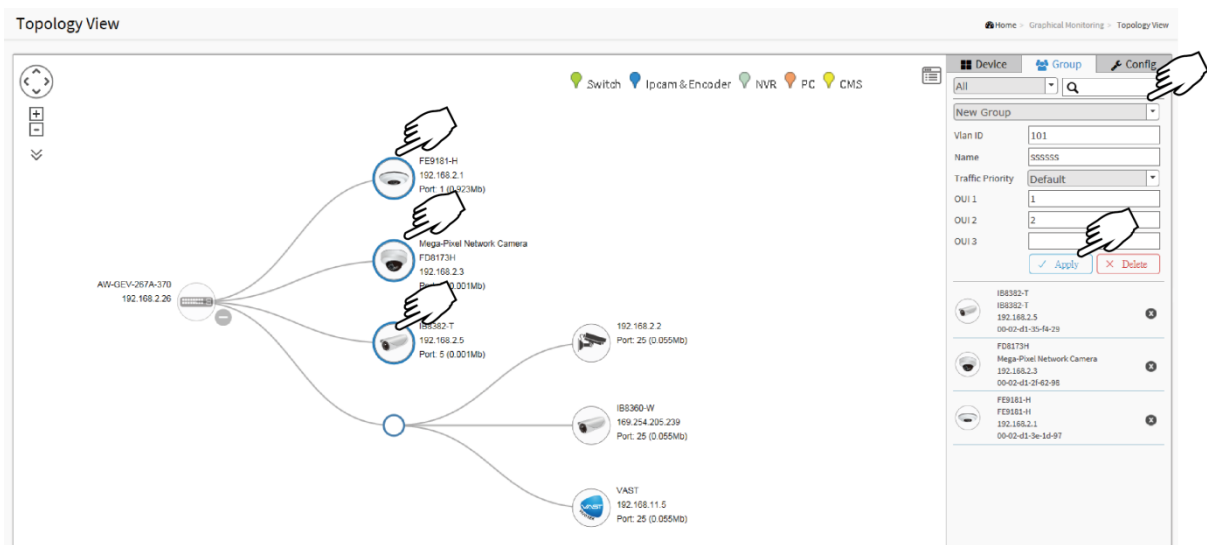 Topology View
Home > Graphical Monitoring > Topology View
Switch Ipcam & Encoder NVR PC CMS
Device Group Config
All
New Group
Vlan ID 101
Name ssssss
Traffic Priority Default
OUI 1 1
OUI 2 2
OUI 3
Apply Delete
FE9181-H
192.168.2.1
Port: 1 (0.923Mb)
Mega-Pixel Network Camera
FD8173H
192.168.2.3
(0.001Mb)
AW-GEV-267A-370
192.168.2.26
IB8382-T
192.168.2.5
Port: 5 (0.001Mb)
192.168.2.2
Port: 25 (0.055Mb)
IB8360-W
169.254.205.239
Port: 25 (0.055Mb)
VAST
192.168.11.5
Port: 25 (0.055Mb)
VAST
IB8382-T
IB8382-T
192.168.2.5
00-02-d1-35-f4-29
FD8173H
Mega-Pixel Network Camera
192.168.2.3
00-02-d1-2f-62-98
FE9181-H
FE9181-H
192.168.2.1
00-02-d1-3e-1d-97